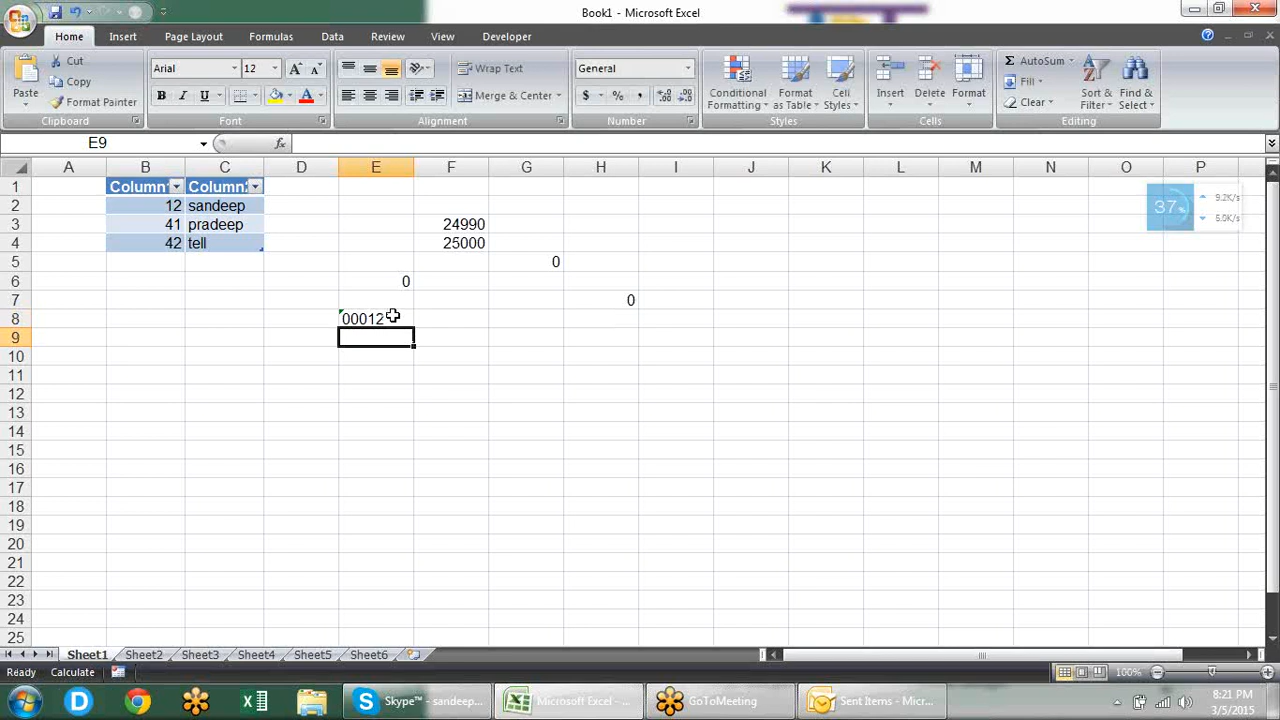 Book1 - Microsoft Excel
Home Insert Page Layout Formulas Data Review View Developer
Paste Cut Copy Format Painter Clipboard
Arial 12 A A B I U A Font
Wrap Text Merge & Center Alignment
General $ % , Number
Conditional Formatting Format as Table Cell Styles Styles
Insert Delete Format Cells
AutoSum Fill Clear Sort & Filter Find & Select Editing
E9 fx
A B C D E F G H I J K L M N O P
1 Column Column
2 12 sandeep
3 41 pradeep 24990
4 42 tell 25000
5 0
6 0
7 0
8 00012
9
10
11
12
13
14
15
16
17
18
19
20
21
22
23
24
25
37%
9.2K/s
Sheet1 Sheet2 Sheet3 Sheet4 Sheet5 Sheet6
Ready Calculate 100%
Skype™ - sandeep... Microsoft Excel - ... GoToMeeting Sent Items - Micr...
8:21 PM
3/5/2015